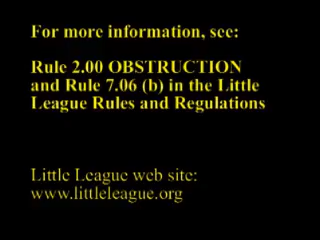 For more information, see:
Rule 2.00 OBSTRUCTION
and Rule 7.06 (b) in the Little
League Rules and Regulations
Little League web site:
www.littleleague.org